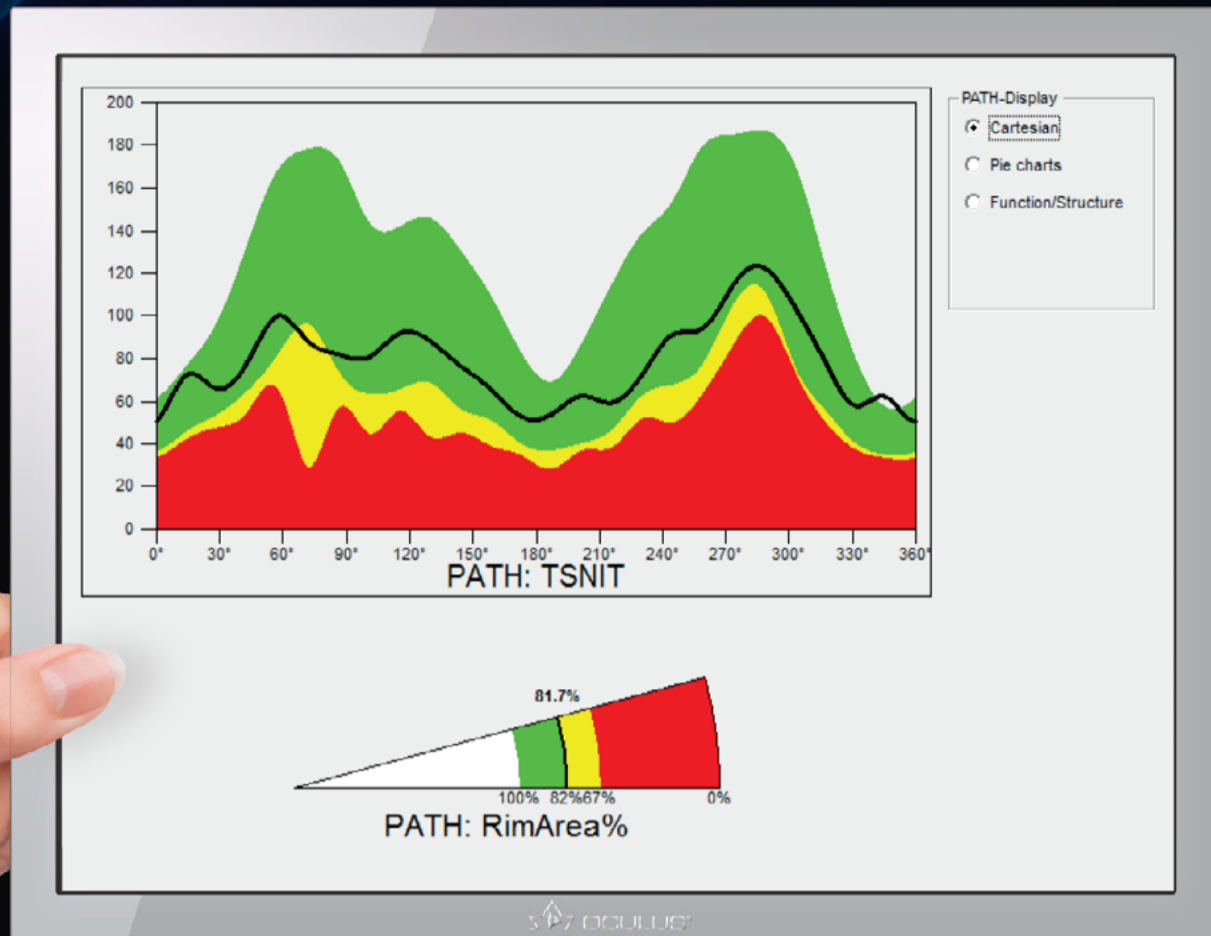 200
180
160
140
120
100
80
60
40
20
0
0° 30° 60° 90° 120° 150° 180° 210° 240° 270° 300° 330° 360°
PATH: TSNIT
PATH-Display
Cartesian
Pie charts
Function/Structure
81.7%
100% 82%67% 0%
PATH: RimArea%
OCULUS